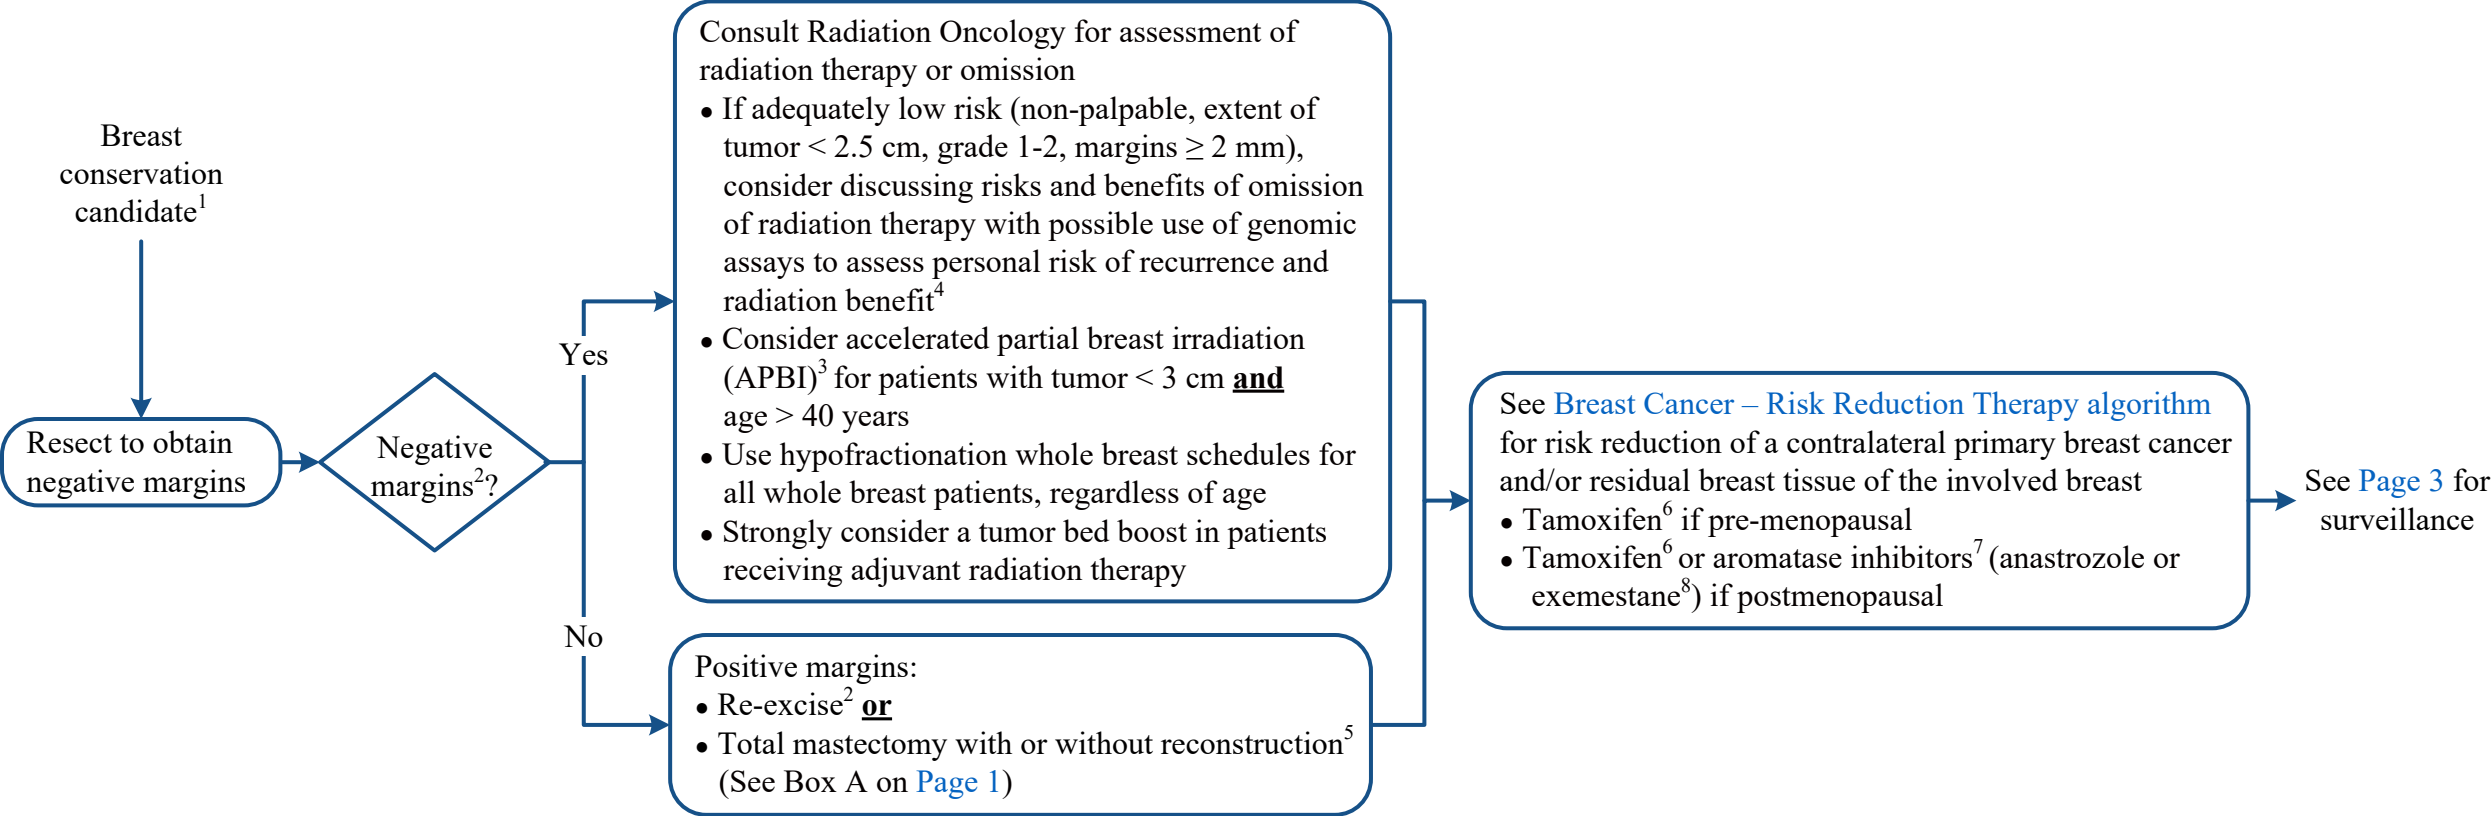 Breast
conservation
candidate1
Resect to obtain
negative margins
Negative
margins2?
Yes
No
Consult Radiation Oncology for assessment of
radiation therapy or omission
● If adequately low risk (non-palpable, extent of
tumor < 2.5 cm, grade 1-2, margins ≥ 2 mm),
consider discussing risks and benefits of omission
of radiation therapy with possible use of genomic
assays to assess personal risk of recurrence and
radiation benefit4
● Consider accelerated partial breast irradiation
(APBI)3 for patients with tumor < 3 cm and
age > 40 years
● Use hypofractionation whole breast schedules for
all whole breast patients, regardless of age
● Strongly consider a tumor bed boost in patients
receiving adjuvant radiation therapy
Positive margins:
● Re-excise2 or
● Total mastectomy with or without reconstruction5
(See Box A on Page 1)
See Breast Cancer – Risk Reduction Therapy algorithm
for risk reduction of a contralateral primary breast cancer
and/or residual breast tissue of the involved breast
● Tamoxifen6 if pre-menopausal
● Tamoxifen6 or aromatase inhibitors7 (anastrozole or
exemestane8) if postmenopausal
See Page 3 for
surveillance